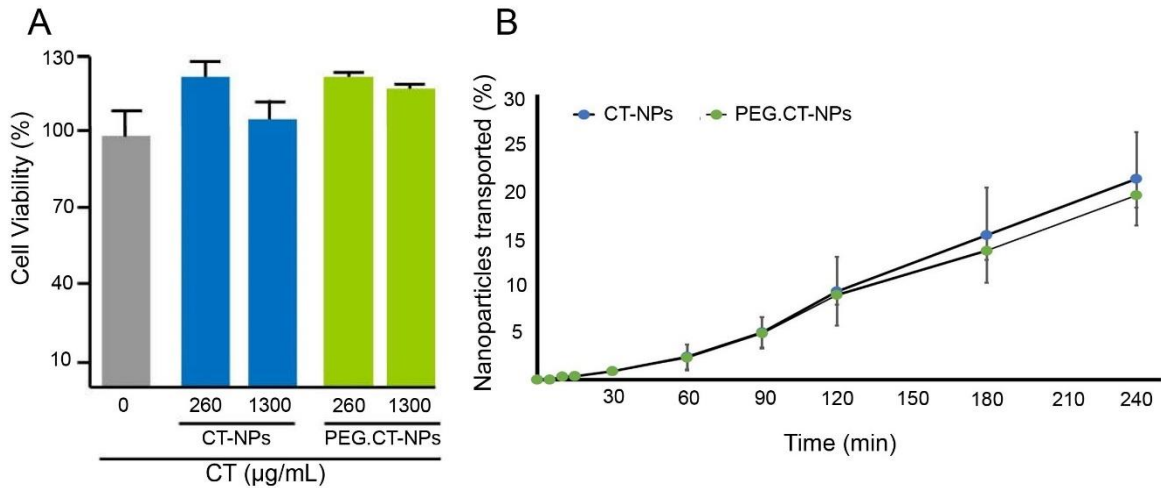 A
Cell Viability (%)
130
100
70
40
10
0
260
1300
260
1300
CT-NPs
PEG.CT-NPs
CT (µg/mL)
B
Nanoparticles transported (%)
30
25
20
15
10
5
CT-NPs
PEG.CT-NPs
30
60
90
120
150
180
210
240
Time (min)